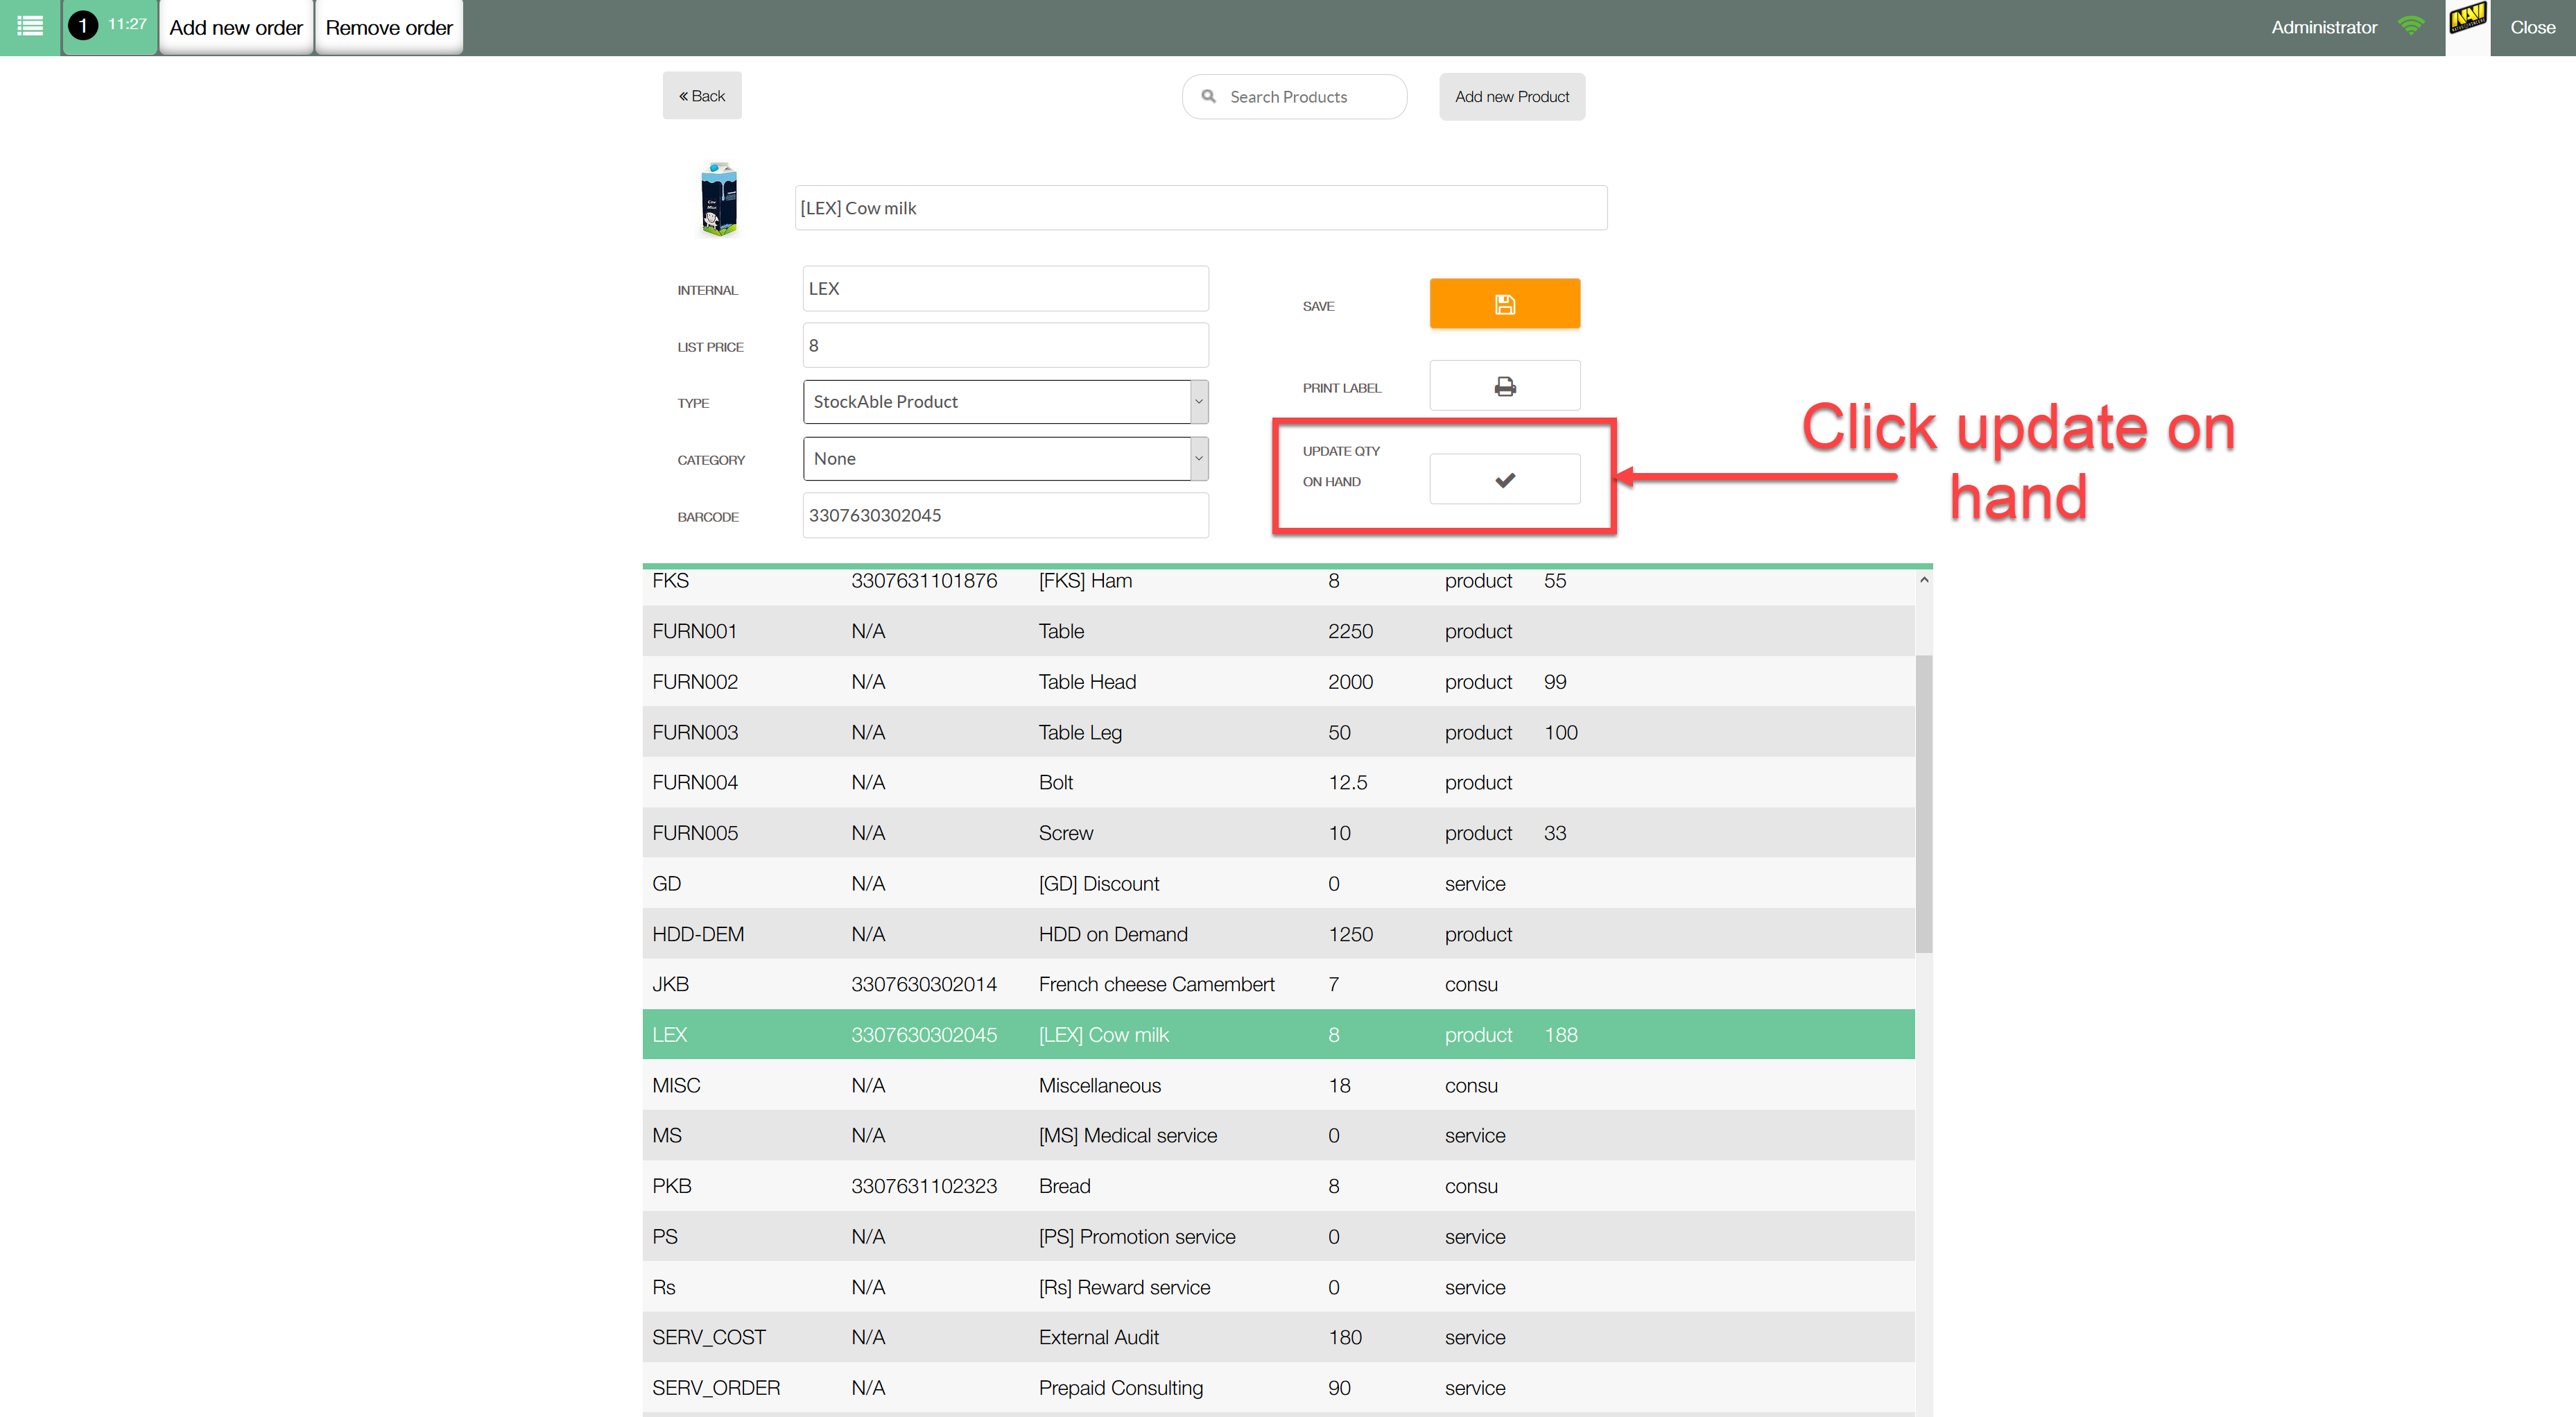 1 11:27 Add new order Remove order Administrator NAVI Close
« Back Search Products Add new Product
[LEX] Cow milk
INTERNAL LEX
SAVE
LIST PRICE 8
PRINT LABEL
TYPE StockAble Product
UPDATE QTY
ON HAND
CATEGORY None
BARCODE 3307630302045
Click update on
hand
FKS 3307631101876 [FKS] Ham 8 product 55
FURN001 N/A Table 2250 product
FURN002 N/A Table Head 2000 product 99
FURN003 N/A Table Leg 50 product 100
FURN004 N/A Bolt 12.5 product
FURN005 N/A Screw 10 product 33
GD N/A [GD] Discount 0 service
HDD-DEM N/A HDD on Demand 1250 product
JKB 3307630302014 French cheese Camembert 7 consu
LEX 3307630302045 [LEX] Cow milk 8 product 188
MISC N/A Miscellaneous 18 consu
MS N/A [MS] Medical service 0 service
PKB 3307631102323 Bread 8 consu
PS N/A [PS] Promotion service 0 service
Rs N/A [Rs] Reward service 0 service
SERV_COST N/A External Audit 180 service
SERV_ORDER N/A Prepaid Consulting 90 service